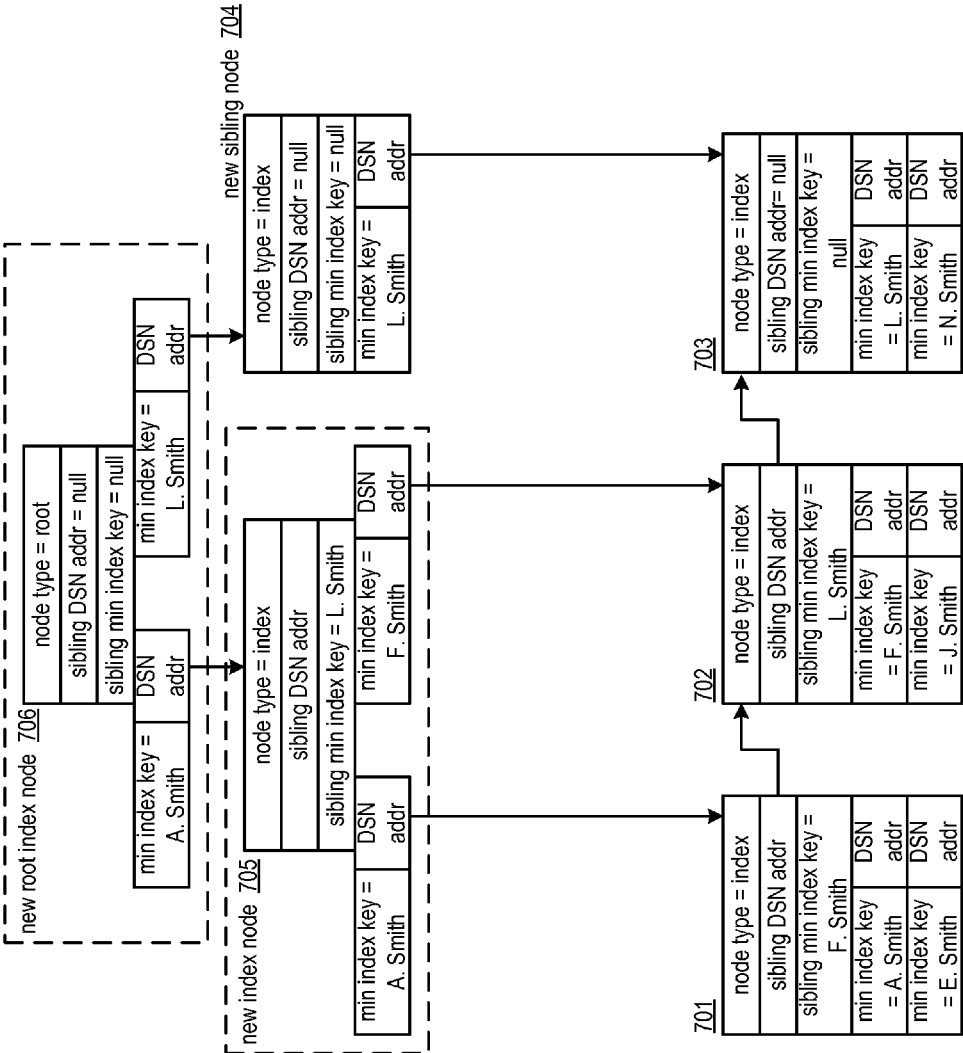 new root index node 706
node type = root
sibling DSN addr = null
sibling min index key = null
min index key =
A. Smith
DSN
addr
min index key =
L. Smith
DSN
addr
new index node 705
node type = index
sibling DSN addr
sibling min index key = L. Smith
min index key =
A. Smith
DSN
addr
min index key =
F. Smith
DSN
addr
new sibling node 704
node type = index
sibling DSN addr = null
sibling min index key = null
min index key =
L. Smith
DSN
addr
701
node type = index
sibling DSN addr
sibling min index key =
F. Smith
min index key
= A. Smith
DSN
addr
min index key
= E. Smith
DSN
addr
702
node type = index
sibling DSN addr
sibling min index key =
L. Smith
min index key
= F. Smith
DSN
addr
min index key
= J. Smith
DSN
addr
703
node type = index
sibling DSN addr= null
sibling min index key =
null
min index key
= L. Smith
DSN
addr
min index key
= N. Smith
DSN
addr